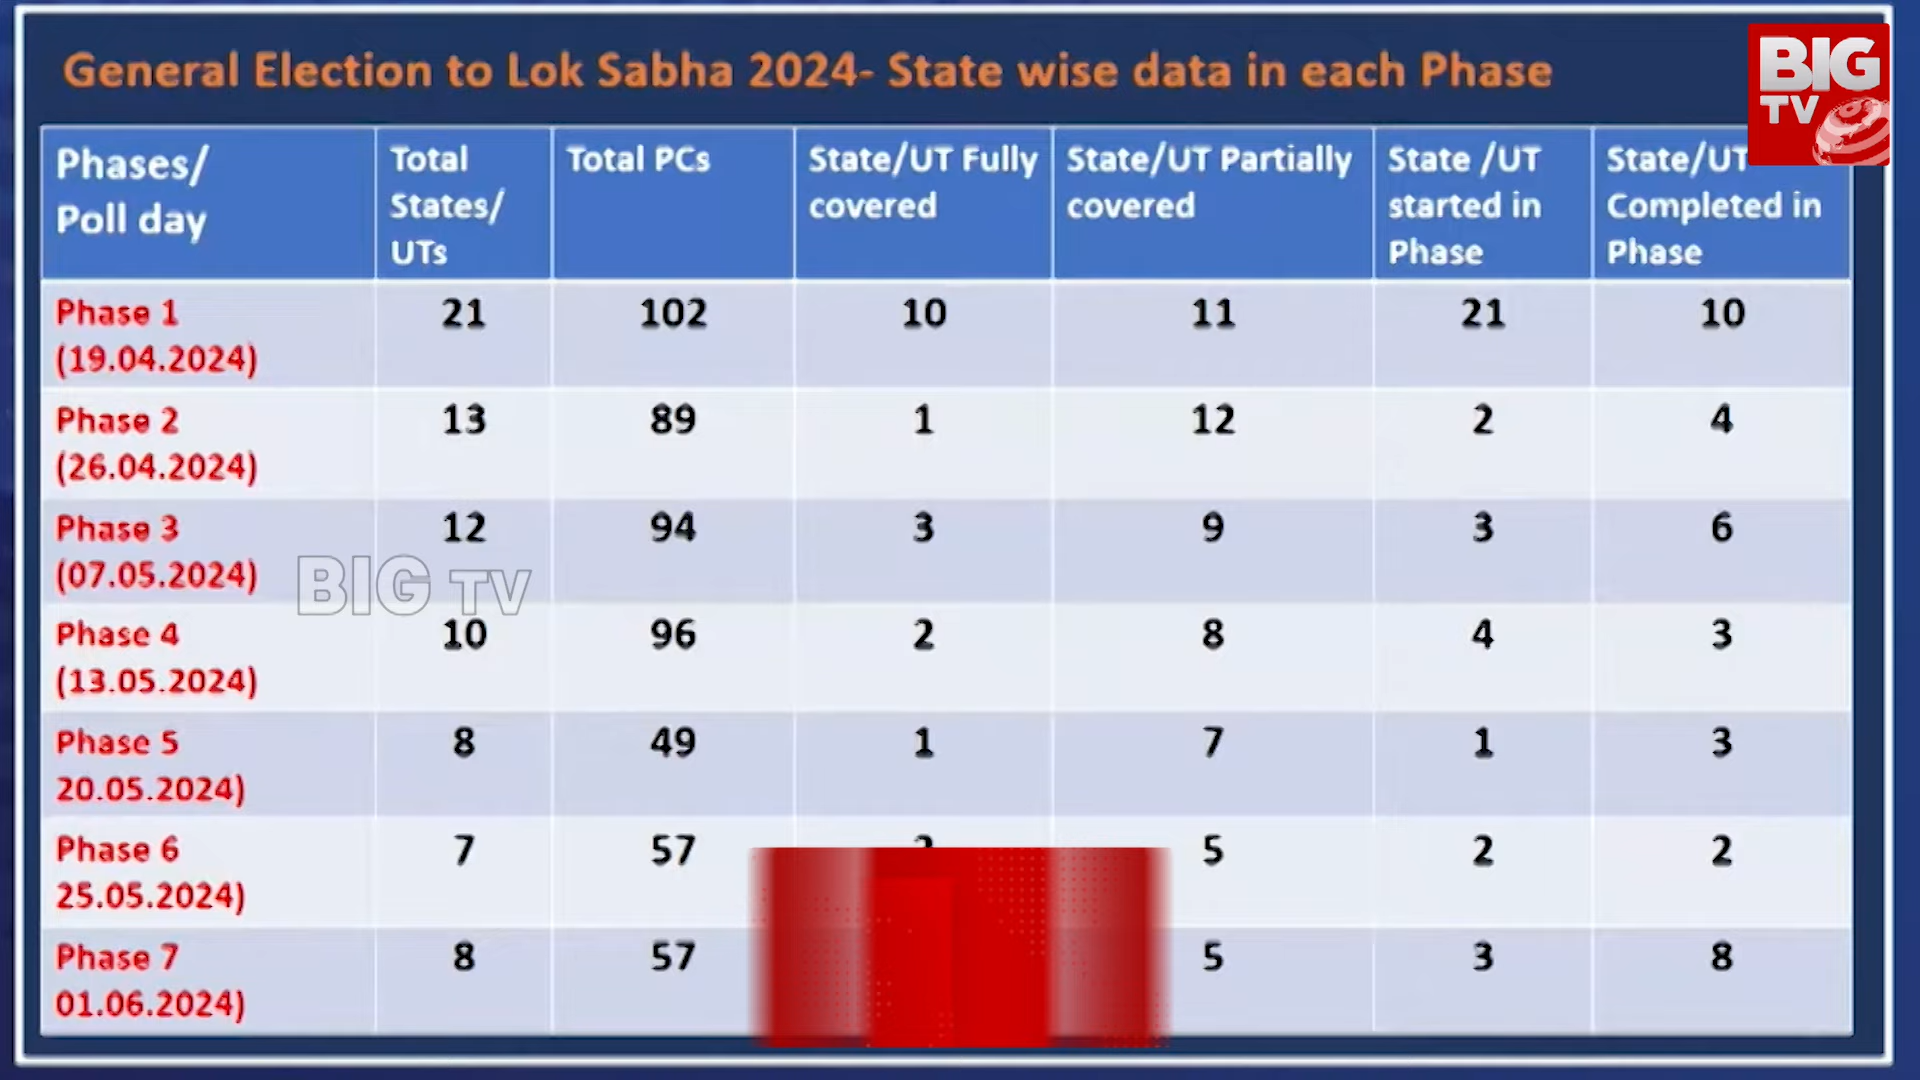 General Election to Lok Sabha 2024- State wise data in each Phase
BIG
TV
Phases/
Poll day
Total
States/
UTs
Total PCs
State/UT Fully
covered
State/UT Partially
covered
State /UT
started in
Phase
State/UT
Completed in
Phase
Phase 1
(19.04.2024)
21
102
10
11
21
10
Phase 2
(26.04.2024)
13
89
1
12
2
4
Phase 3
(07.05.2024)
12
94
3
9
3
6
BIG TV
Phase 4
(13.05.2024)
10
96
2
8
4
3
Phase 5
20.05.2024)
8
49
1
7
1
3
Phase 6
25.05.2024)
7
57
5
2
2
Phase 7
01.06.2024)
8
57
5
3
8